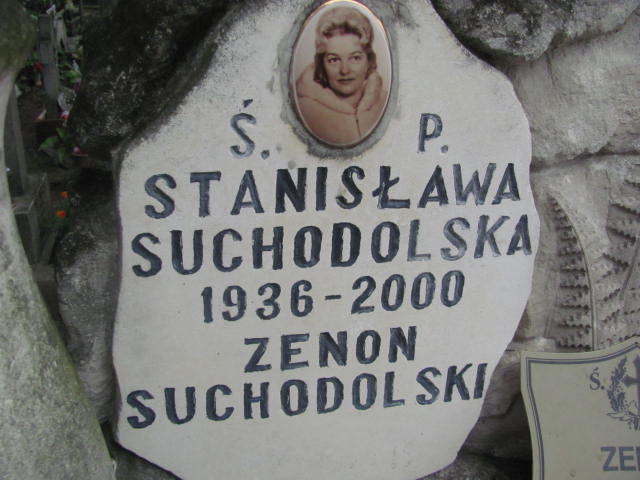 Ś. P.
STANISŁAWA
SUCHODOLSKA
1936-2000
ZENON
SUCHODOLSKI
Ś.